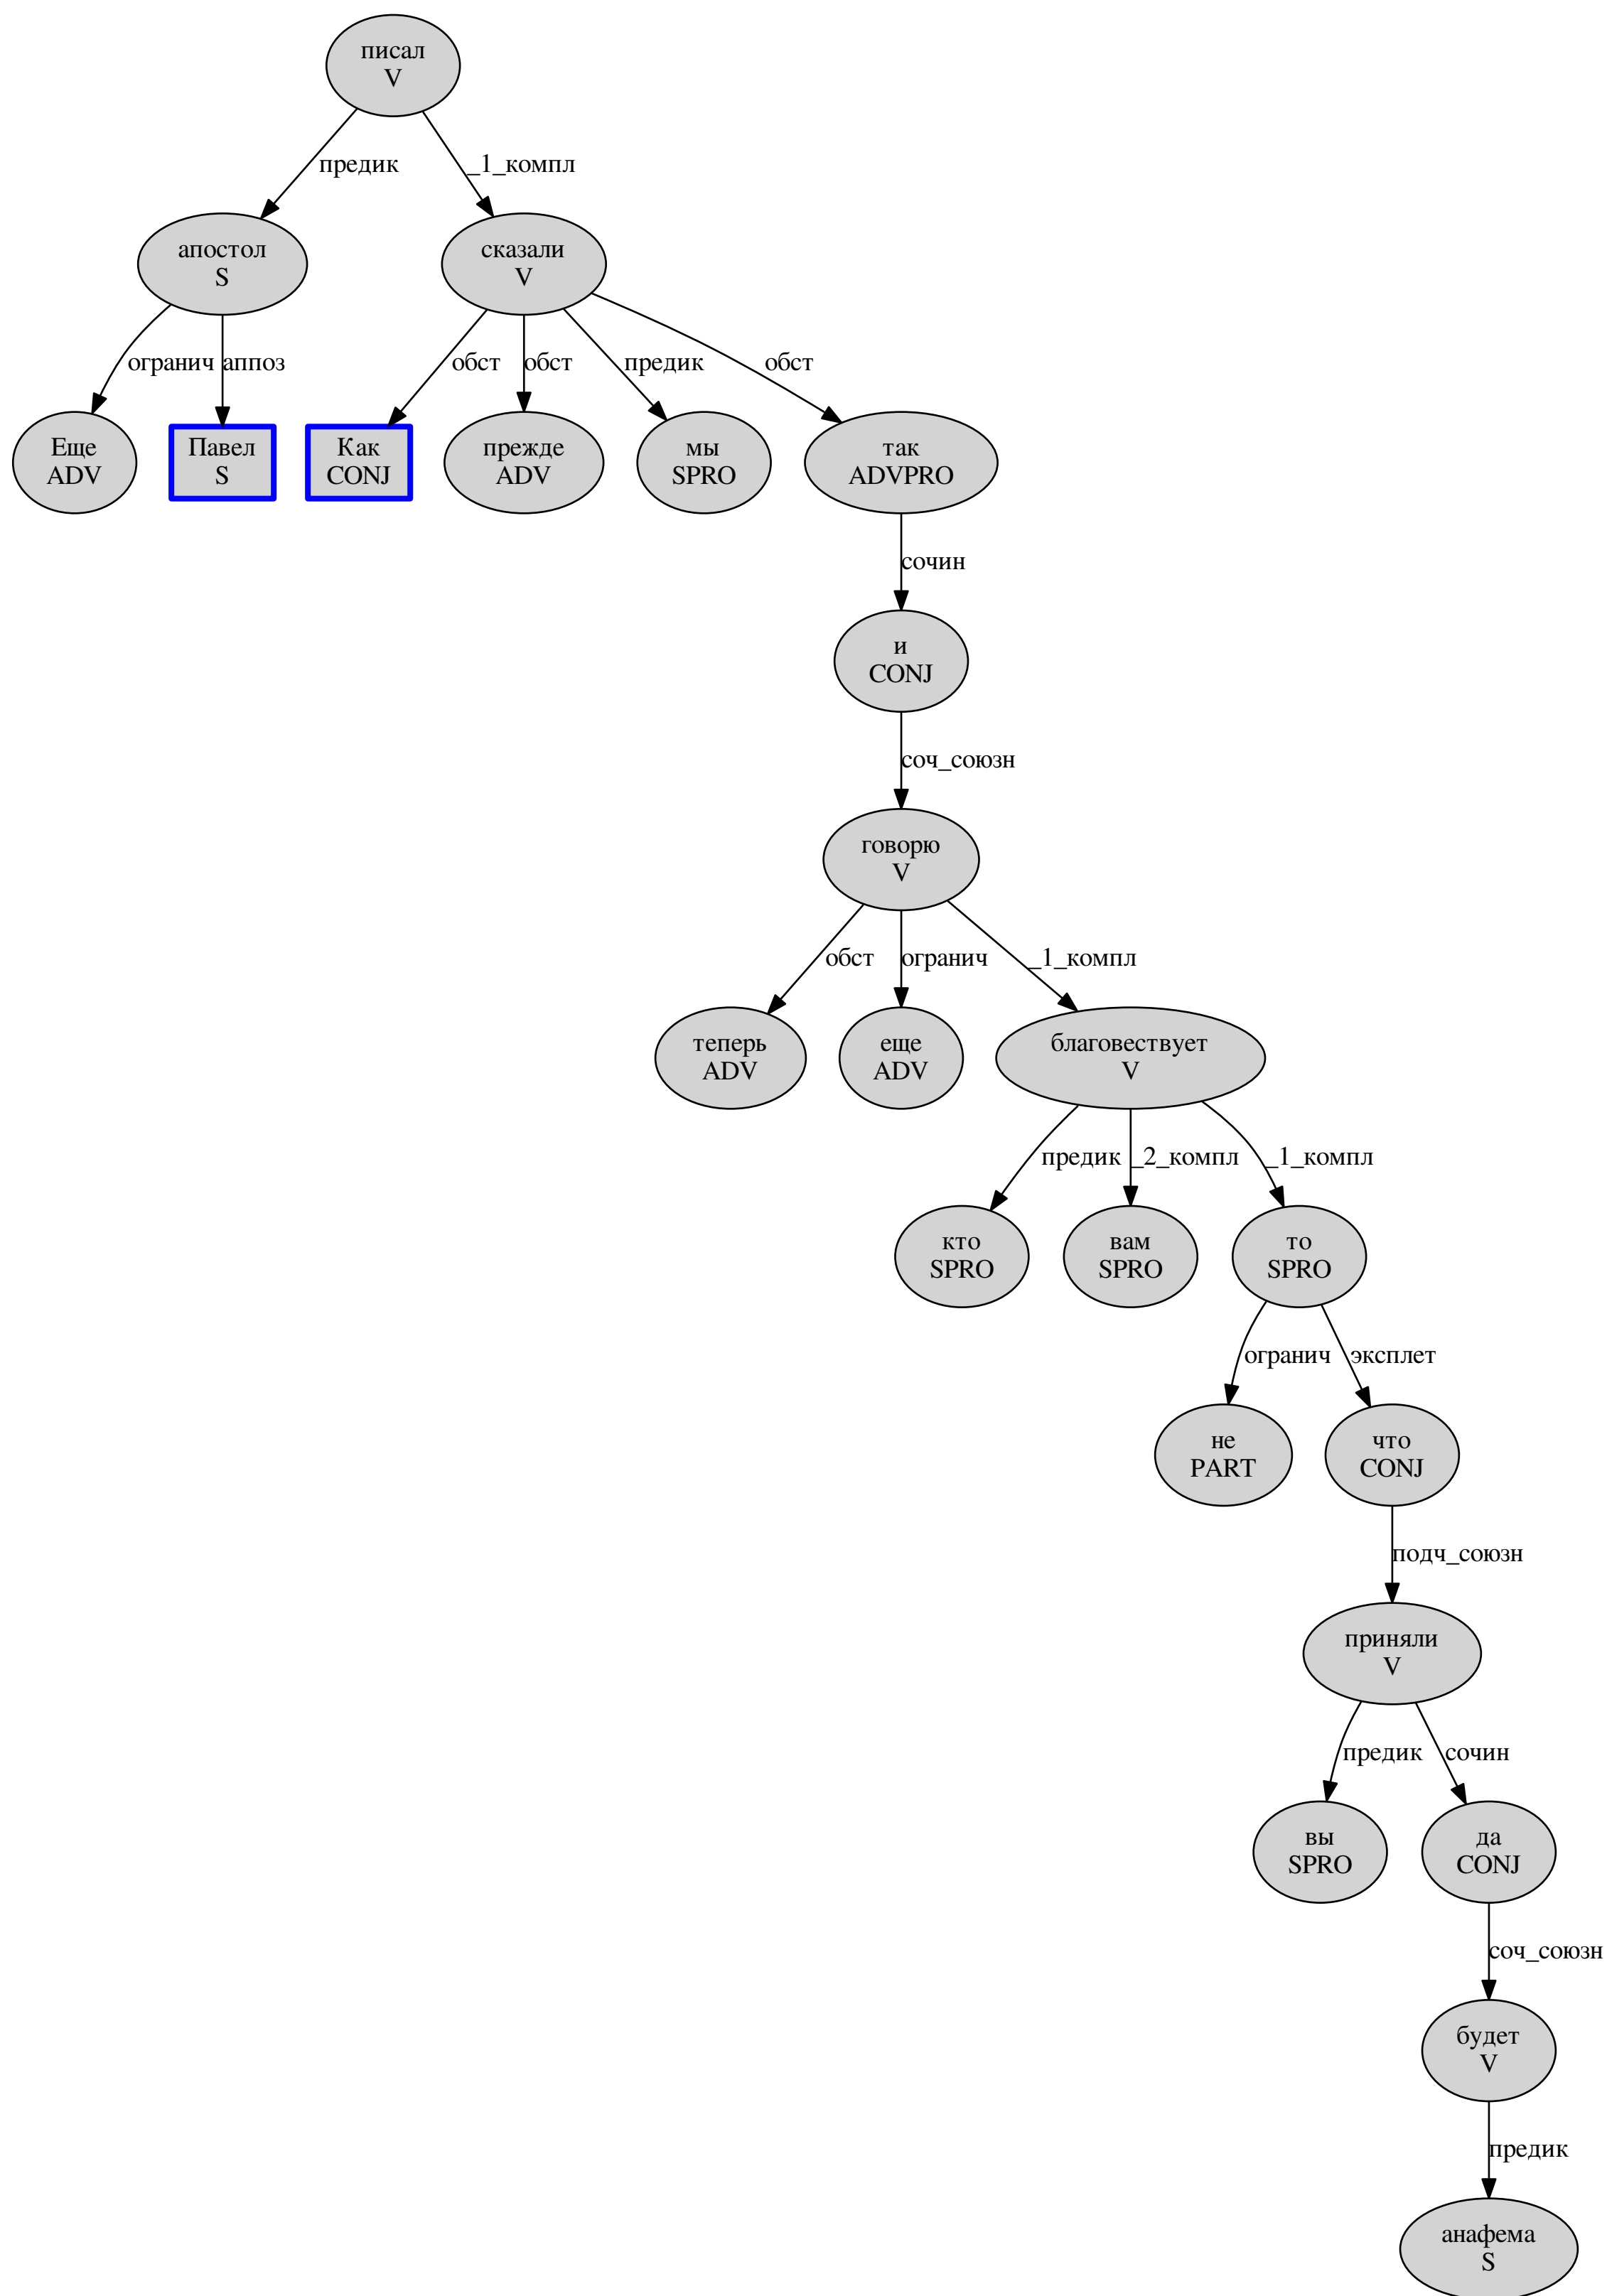 писал
V
предик
_1_компл
апостол
S
сказали
V
огранич
аппоз
обст
обст
предик
обст
Еще
ADV
Павел
S
Как
CONJ
прежде
ADV
мы
SPRO
так
ADVPRO
сочин
и
CONJ
соч_союзн
говорю
V
обст
огранич
_1_компл
теперь
ADV
еще
ADV
благовествует
V
предик
_2_компл
_1_компл
кто
SPRO
вам
SPRO
то
SPRO
огранич
эксплет
не
PART
что
CONJ
подч_союзн
приняли
V
предик
сочин
вы
SPRO
да
CONJ
соч_союзн
будет
V
предик
анафема
S